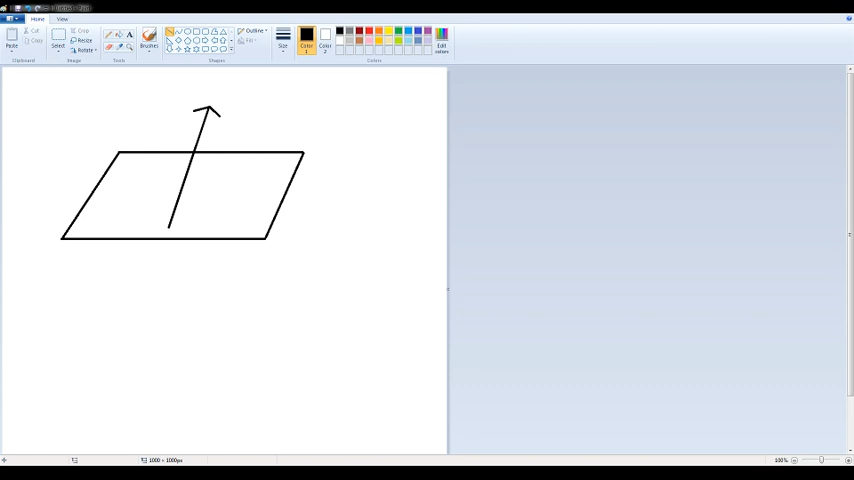 Home View
Paste
Cut
Copy
Clipboard
Select
Crop
Resize
Rotate
Image
A
Tools
Brushes
Shapes
Outline
Fill
Size
Color 1
Color 2
Colors
Edit colors
1000 × 1000px
100%